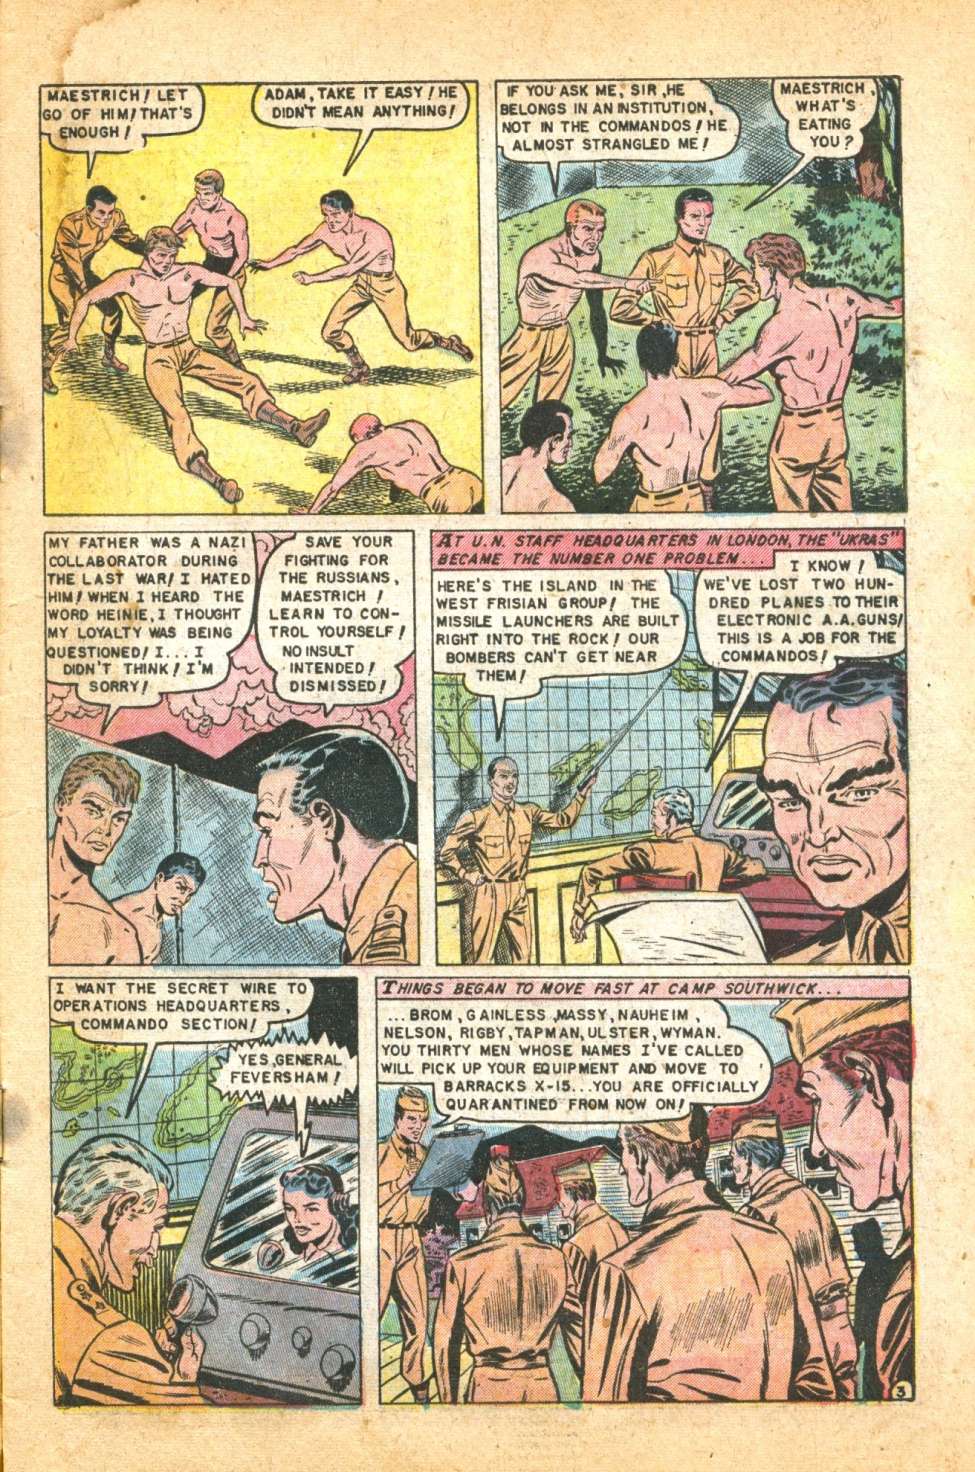 MAESTRICH! LET
GO OF HIM! THAT'S
ENOUGH!
ADAM, TAKE IT EASY! HE
DIDN'T MEAN ANYTHING!
IF YOU ASK ME, SIR, HE
BELONGS IN AN INSTITUTION,
NOT IN THE COMMANDOS! HE
ALMOST STRANGLED ME!
MAESTRICH,
WHAT'S
EATING
YOU?
MY FATHER WAS A NAZI
COLLABORATOR DURING
THE LAST WAR! I HATED
HIM! WHEN I HEARD THE
WORD HEINIE, I THOUGHT
MY LOYALTY WAS BEING
QUESTIONED! I... I
DIDN'T THINK! I'M
SORRY!
SAVE YOUR
FIGHTING FOR
THE RUSSIANS,
MAESTRICH!
LEARN TO CON-
TROL YOURSELF!
NO INSULT
INTENDED!
DISMISSED!
AT U.N. STAFF HEADQUARTERS IN LONDON, THE "UKRAS"
BECAME THE NUMBER ONE PROBLEM...
HERE'S THE ISLAND IN THE
WEST FRISIAN GROUP! THE
MISSILE LAUNCHERS ARE BUILT
RIGHT INTO THE ROCK! OUR
BOMBERS CAN'T GET NEAR
THEM!
I KNOW!
WE'VE LOST TWO HUN-
DRED PLANES TO THEIR
ELECTRONIC A.A. GUNS!
THIS IS A JOB FOR THE
COMMANDOS!
I WANT THE SECRET WIRE TO
OPERATIONS HEADQUARTERS,
COMMANDO SECTION!
YES, GENERAL
FEVERSHAM!
THINGS BEGAN TO MOVE FAST AT CAMP SOUTHWICK...
...BROM, GAINLESS, MASSY, NAUHEIM,
NELSON, RIGBY, TAPMAN, ULSTER, WYMAN.
YOU THIRTY MEN WHOSE NAMES I'VE CALLED
WILL PICK UP YOUR EQUIPMENT AND MOVE TO
BARRACKS X-15...YOU ARE OFFICIALLY
QUARANTINED FROM NOW ON!
3